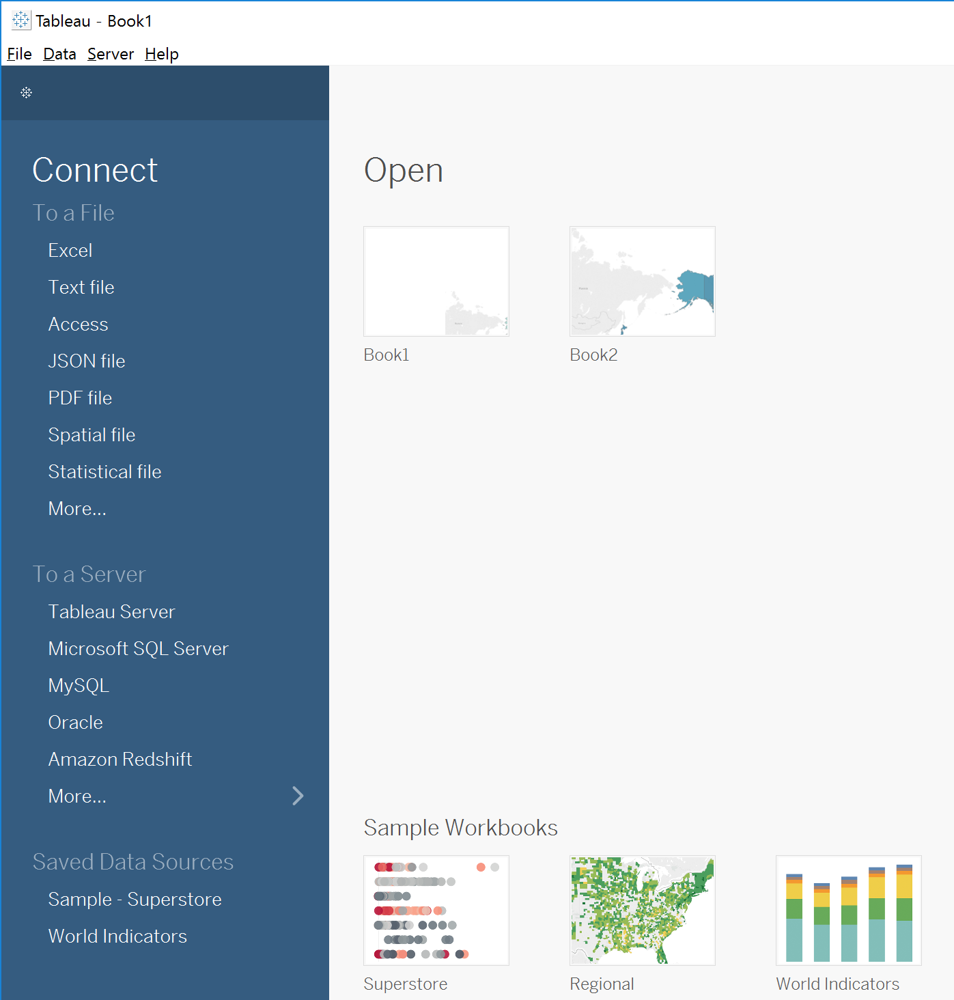 Tableau - Book1
File Data Server Help
Connect
To a File
Excel
Text file
Access
JSON file
PDF file
Spatial file
Statistical file
More...
To a Server
Tableau Server
Microsoft SQL Server
MySQL
Oracle
Amazon Redshift
More...
Saved Data Sources
Sample - Superstore
World Indicators
Open
Book1
Book2
Sample Workbooks
Superstore
Regional
World Indicators